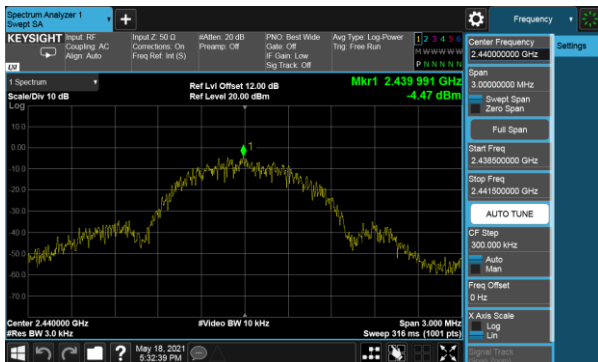 Spectrum Analyzer 1
Swept SA
Frequency
KEYSIGHT
Input: RF
Coupling: AC
Align: Auto
Input Z: 50 Ω
Corrections: On
Freq Ref: Int (S)
#Atten: 20 dB
Preamp: Off
PNO: Best Wide
Gate: Off
IF Gain: Low
Sig Track: Off
Avg Type: Log-Power
Trig: Free Run
1 2 3 4 5 6
M W W W W W
P N N N N N
LXI
1 Spectrum
Scale/Div 10 dB
Log
Ref Lvl Offset 12.00 dB
Ref Level 20.00 dBm
Mkr1 2.439 991 GHz
-4.47 dBm
10.0
0.00
-10.0
-20.0
-30.0
-40.0
-50.0
-60.0
-70.0
1
Center 2.440000 GHz
#Res BW 3.0 kHz
#Video BW 10 kHz
Span 3.000 MHz
Sweep 316 ms (1001 pts)
May 18, 2021
5:32:39 PM
Center Frequency
2.440000000 GHz
Span
3.00000000 MHz
Swept Span
Zero Span
Full Span
Start Freq
2.438500000 GHz
Stop Freq
2.441500000 GHz
AUTO TUNE
CF Step
300.000 kHz
Auto
Man
Freq Offset
0 Hz
X Axis Scale
Log
Lin
Signal Track
Settings